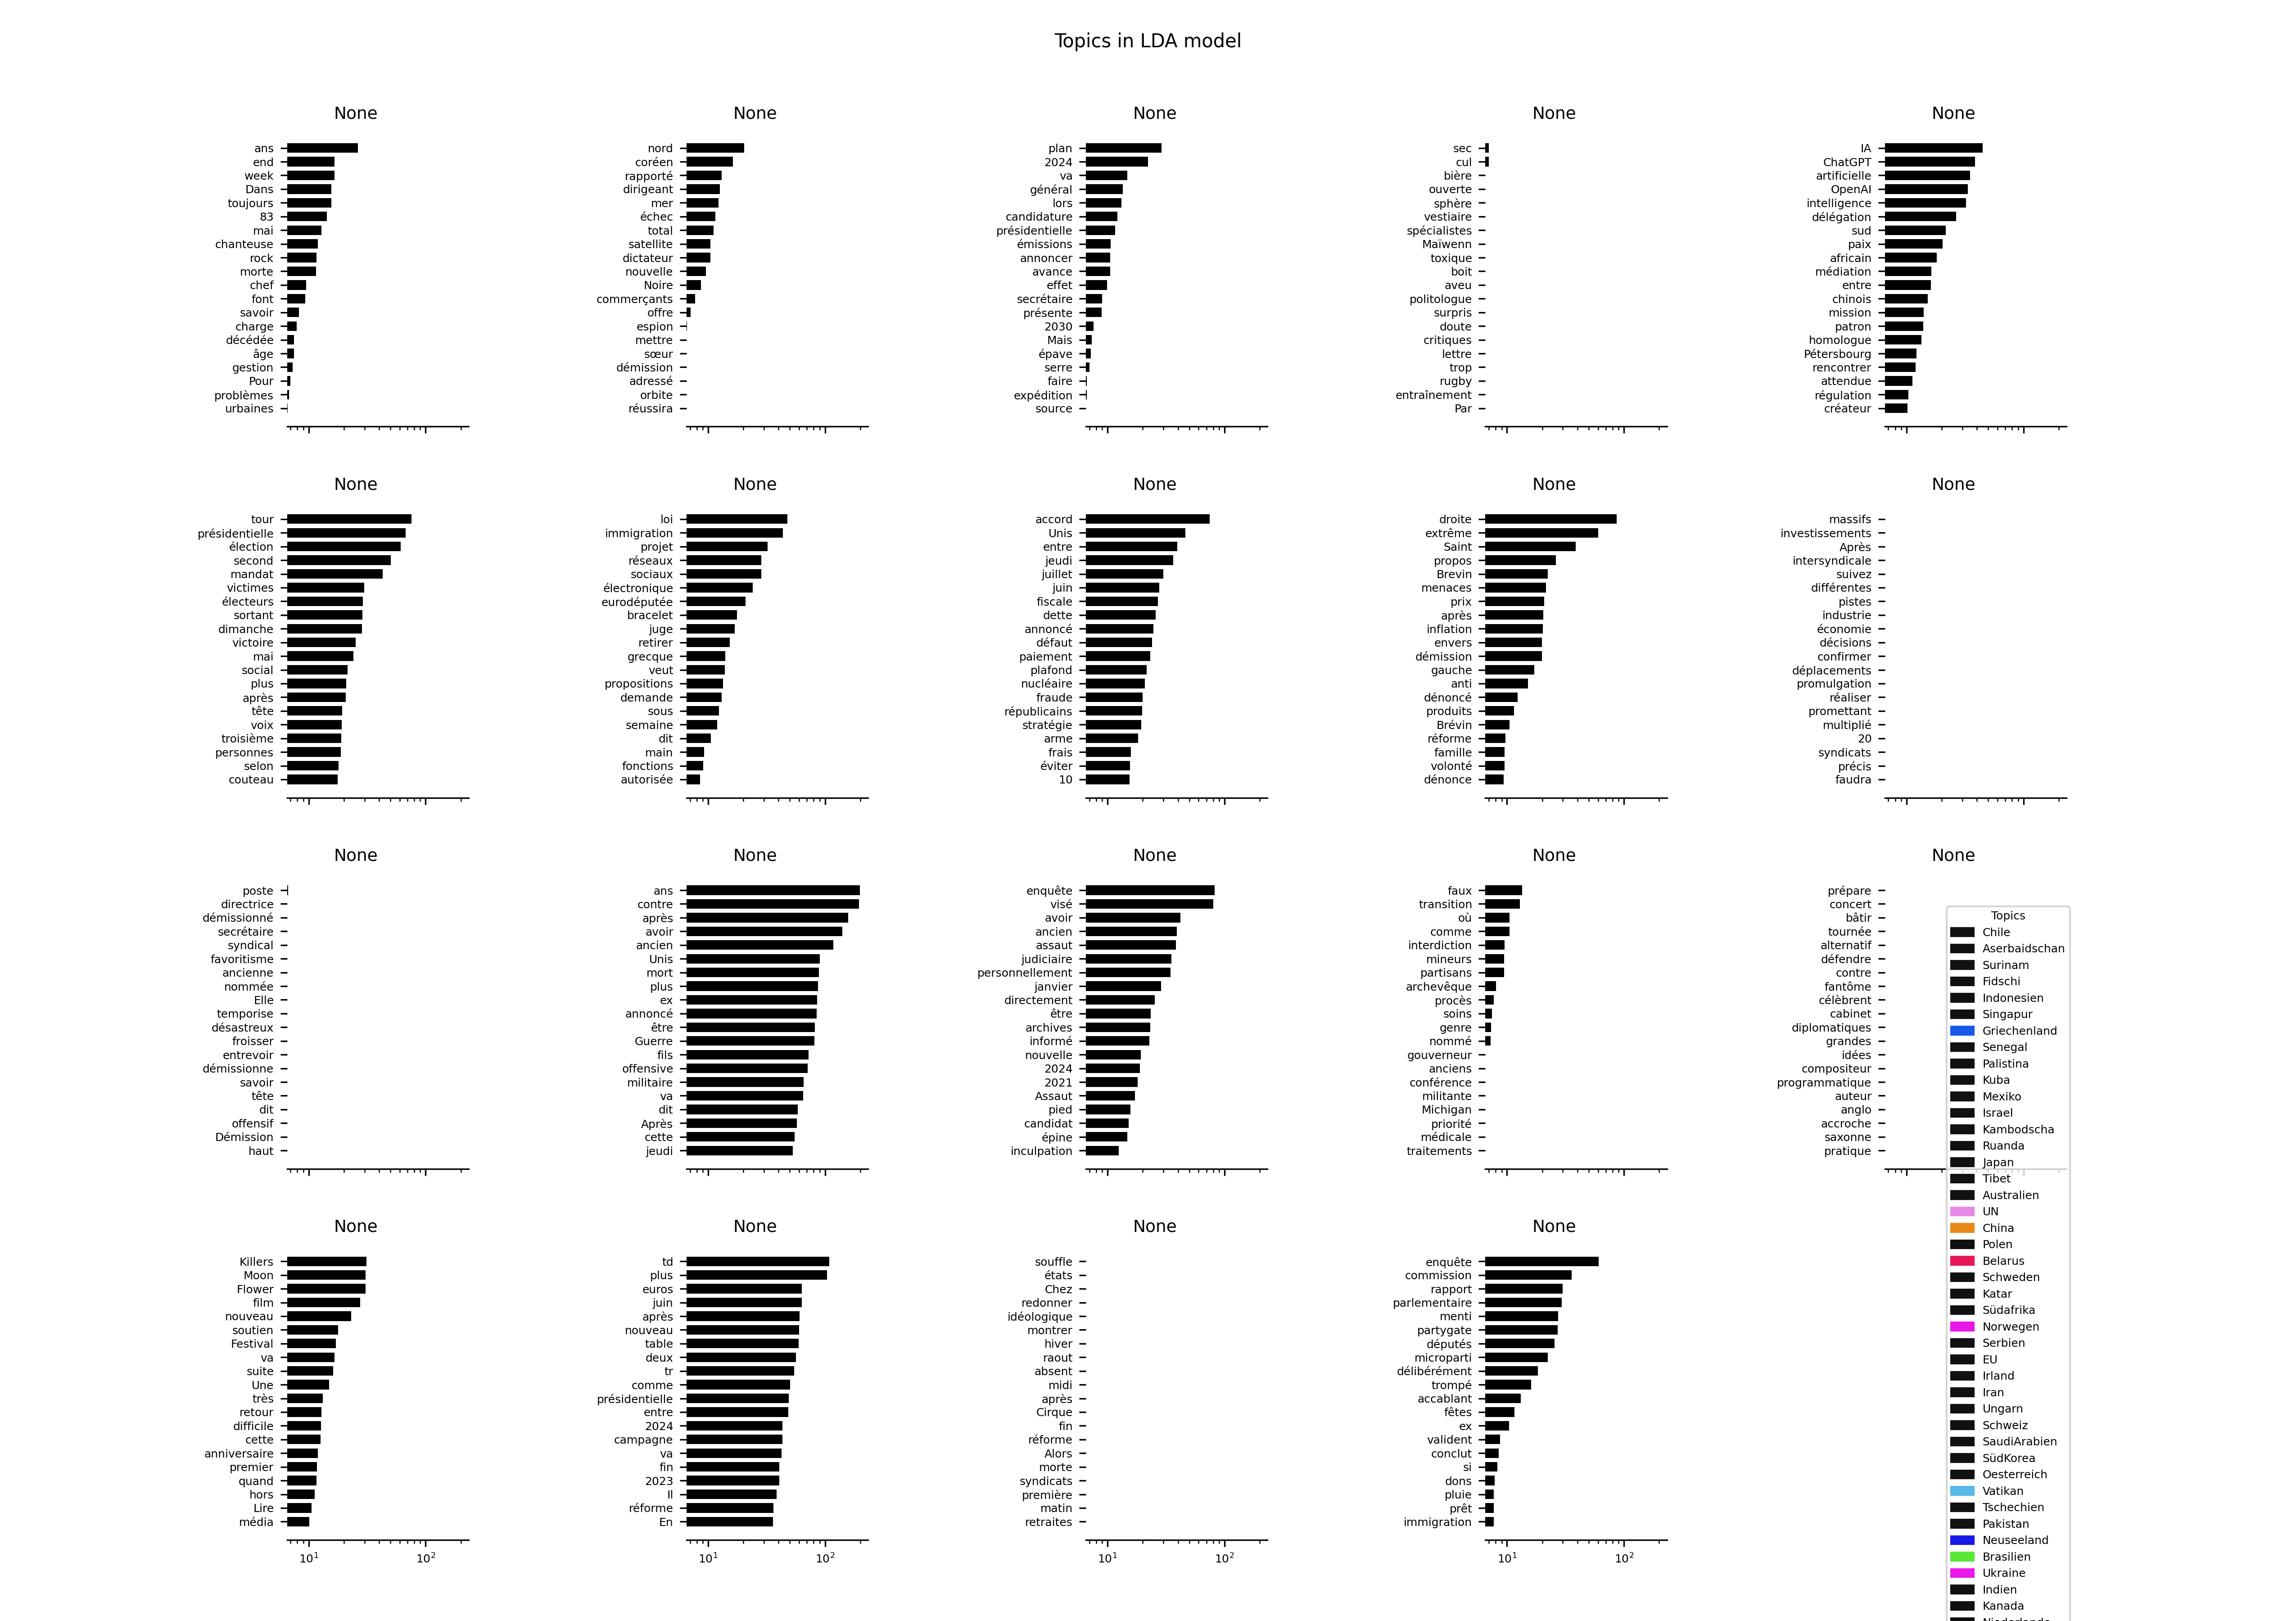 Topics in LDA model
None
ans
end
week
Dans
toujours
83
mai
chanteuse
rock
morte
chef
font
savoir
charge
décédée
âge
gestion
Pour
problèmes
urbaines
None
nord
coréen
rapporté
dirigeant
mer
échec
total
satellite
dictateur
nouvelle
Noire
commerçants
offre
espion
mettre
sœur
démission
adressé
orbite
réussira
None
plan
2024
va
général
lors
candidature
présidentielle
émissions
annoncer
avance
effet
secrétaire
présente
2030
Mais
épave
serre
faire
expédition
source
None
sec
cul
bière
ouverte
sphère
vestiaire
spécialistes
Maïwenn
toxique
boit
aveu
politologue
surpris
doute
critiques
lettre
trop
rugby
entraînement
Par
None
IA
ChatGPT
artificielle
OpenAI
intelligence
délégation
sud
paix
africain
médiation
entre
chinois
mission
patron
homologue
Pétersbourg
rencontrer
attendue
régulation
créateur
None
tour
présidentielle
élection
second
mandat
victimes
électeurs
sortant
dimanche
victoire
mai
social
plus
après
tête
voix
troisième
personnes
selon
couteau
None
loi
immigration
projet
réseaux
sociaux
électronique
eurodéputée
bracelet
juge
retirer
grecque
veut
propositions
demande
sous
semaine
dit
main
fonctions
autorisée
None
accord
Unis
entre
jeudi
juillet
juin
fiscale
dette
annoncé
défaut
paiement
plafond
nucléaire
fraude
républicains
stratégie
arme
frais
éviter
10
None
droite
extrême
Saint
propos
Brevin
menaces
prix
après
inflation
envers
démission
gauche
anti
dénoncé
produits
Brévin
réforme
famille
volonté
dénonce
None
massifs
investissements
Après
intersyndicale
suivez
différentes
pistes
industrie
économie
décisions
confirmer
déplacements
promulgation
réaliser
promettant
multiplié
20
syndicats
précis
faudra
None
poste
directrice
démissionné
secrétaire
syndical
favoritisme
ancienne
nommée
Elle
temporise
désastreux
froisser
entrevoir
démissionne
savoir
tête
dit
offensif
Démission
haut
None
ans
contre
après
avoir
ancien
Unis
mort
plus
ex
annoncé
être
Guerre
fils
offensive
militaire
va
dit
Après
cette
jeudi
None
enquête
visé
avoir
ancien
assaut
judiciaire
personnellement
janvier
directement
être
archives
informé
nouvelle
2024
2021
Assaut
pied
candidat
épine
inculpation
None
faux
transition
où
comme
interdiction
mineurs
partisans
archevêque
procès
soins
genre
nommé
gouverneur
anciens
conférence
militante
Michigan
priorité
médicale
traitements
None
prépare
concert
bâtir
tournée
alternatif
défendre
contre
fantôme
célèbrent
cabinet
diplomatiques
grandes
idées
compositeur
programmatique
auteur
anglo
accroche
saxonne
pratique
None
Killers
Moon
Flower
film
nouveau
soutien
Festival
va
suite
Une
très
retour
difficile
cette
anniversaire
premier
quand
hors
Lire
média
10¹ 10²
None
td
plus
euros
juin
après
nouveau
table
deux
tr
comme
présidentielle
entre
2024
campagne
va
fin
2023
Il
réforme
En
10¹ 10²
None
souffle
états
Chez
redonner
idéologique
montrer
hiver
raout
absent
midi
après
Cirque
fin
réforme
Alors
morte
syndicats
première
matin
retraites
10¹ 10²
None
enquête
commission
rapport
parlementaire
menti
partygate
députés
microparti
délibérément
trompé
accablant
fêtes
ex
valident
conclut
si
dons
pluie
prêt
immigration
10¹ 10²
Topics
Chile
Aserbaidschan
Surinam
Fidschi
Indonesien
Singapur
Griechenland
Senegal
Palistina
Kuba
Mexiko
Israel
Kambodscha
Ruanda
Japan
Tibet
Australien
UN
China
Polen
Belarus
Schweden
Katar
Südafrika
Norwegen
Serbien
EU
Irland
Iran
Ungarn
Schweiz
SaudiArabien
SüdKorea
Oesterreich
Vatikan
Tschechien
Pakistan
Neuseeland
Brasilien
Ukraine
Indien
Kanada